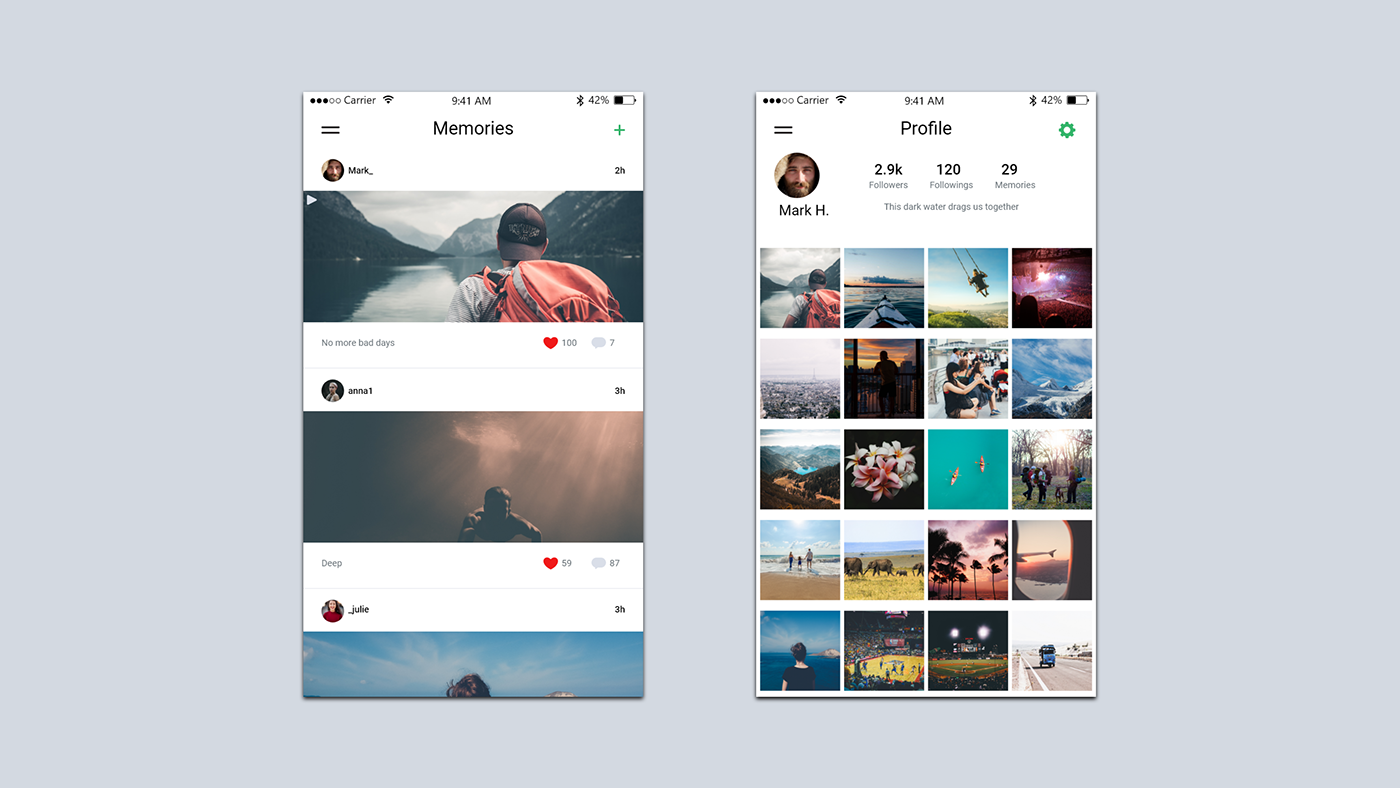 Carrier 9:41 AM 42%
Memories
Mark_ 2h
No more bad days 100 7
anna1 3h
Deep 59 87
_julie 3h
Carrier 9:41 AM 42%
Profile
2.9k 120 29
Followers Followings Memories
Mark H. This dark water drags us together